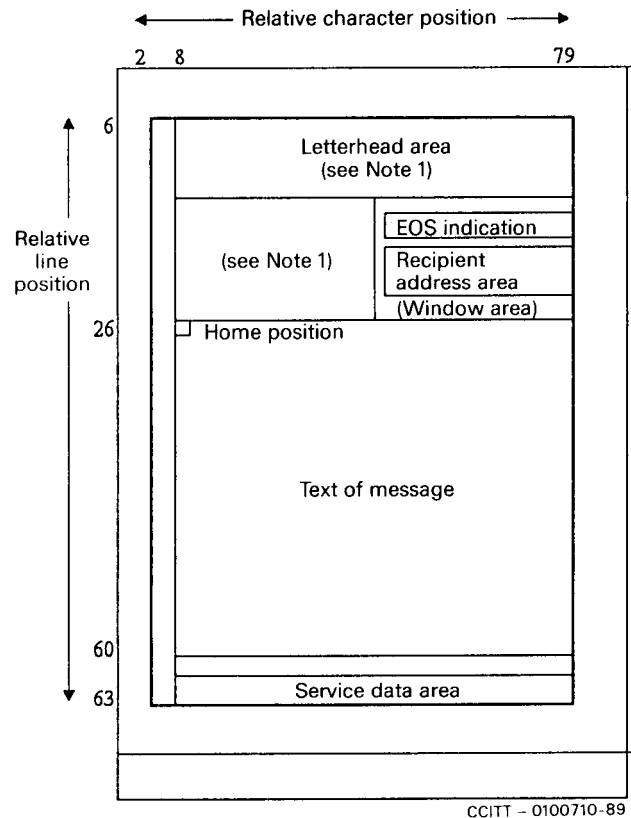 Relative character position
2 8 79
6
Letterhead area
(see Note 1)
EOS indication
(see Note 1)
Recipient
address area
(Window area)
Relative
line
position
26
Home position
Text of message
60
Service data area
63
CCITT – 0100710-89